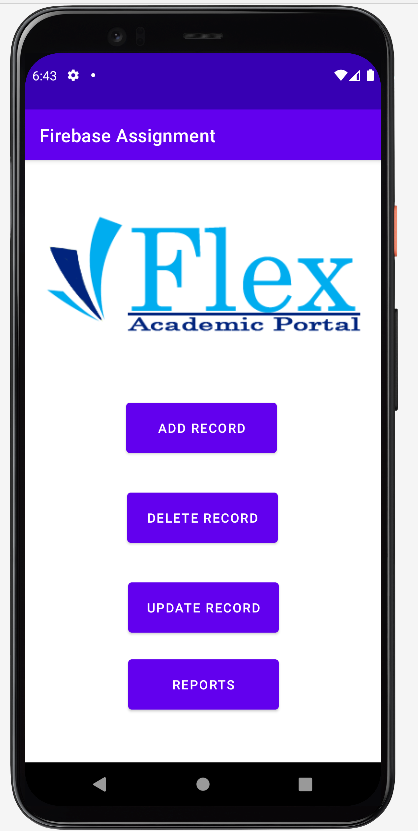 6:43
Firebase Assignment
Flex
Academic Portal
ADD RECORD
DELETE RECORD
UPDATE RECORD
REPORTS